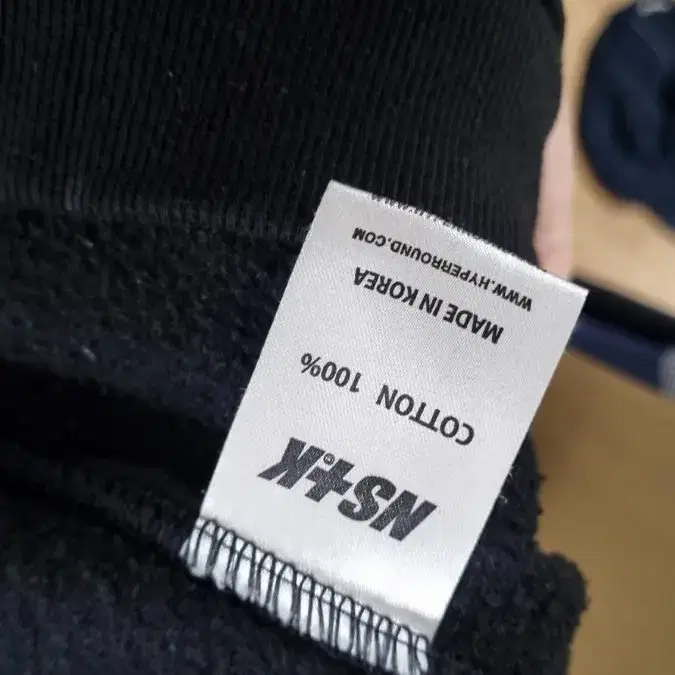 NS+K
COTTON 100%
MADE IN KOREA
WWW.HYPERROUND.COM